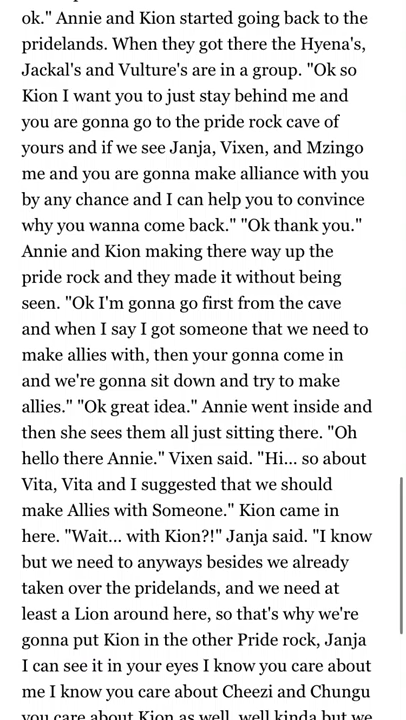 ok." Annie and Kion started going back to the
pridelands. When they got there the Hyena's,
Jackal's and Vulture's are in a group. "Ok so
Kion I want you to just stay behind me and
you are gonna go to the pride rock cave of
yours and if we see Janja, Vixen, and Mzingo
me and you are gonna make alliance with you
by any chance and I can help you to convince
why you wanna come back." "Ok thank you."
Annie and Kion making there way up the
pride rock and they made it without being
seen. "Ok I'm gonna go first from the cave
and when I say I got someone that we need to
make allies with, then your gonna come in
and we're gonna sit down and try to make
allies." "Ok great idea." Annie went inside and
then she sees them all just sitting there. "Oh
hello there Annie." Vixen said. "Hi... so about
Vita, Vita and I suggested that we should
make Allies with Someone." Kion came in
here. "Wait... with Kion?!" Janja said. "I know
but we need to anyways besides we already
taken over the pridelands, and we need at
least a Lion around here, so that's why we're
gonna put Kion in the other Pride rock, Janja
I can see it in your eyes I know you care about
me I know you care about Cheezi and Chungu
you care about Kion as well, well kinda but we